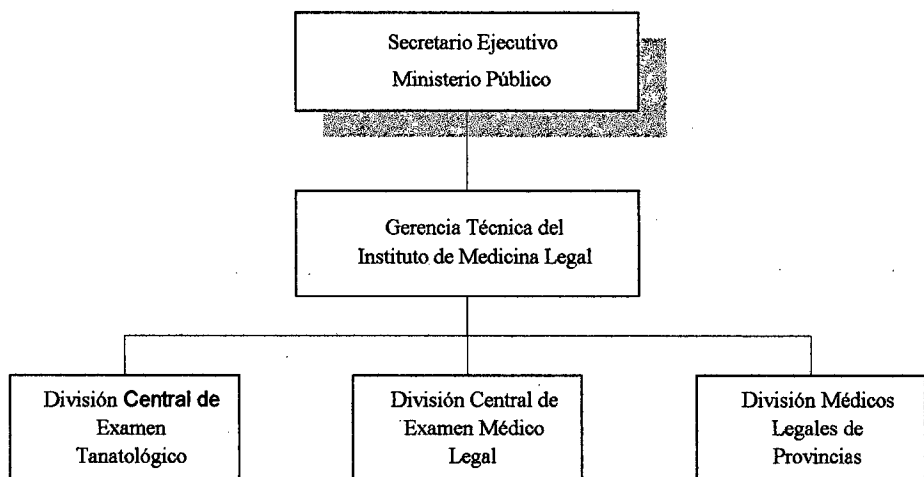 Secretario Ejecutivo
Ministerio Público
Gerencia Técnica del
Instituto de Medicina Legal
División Central de
Examen
Tanatológico
División Central de
Examen Médico
Legal
División Médicos
Legales de
Provincias